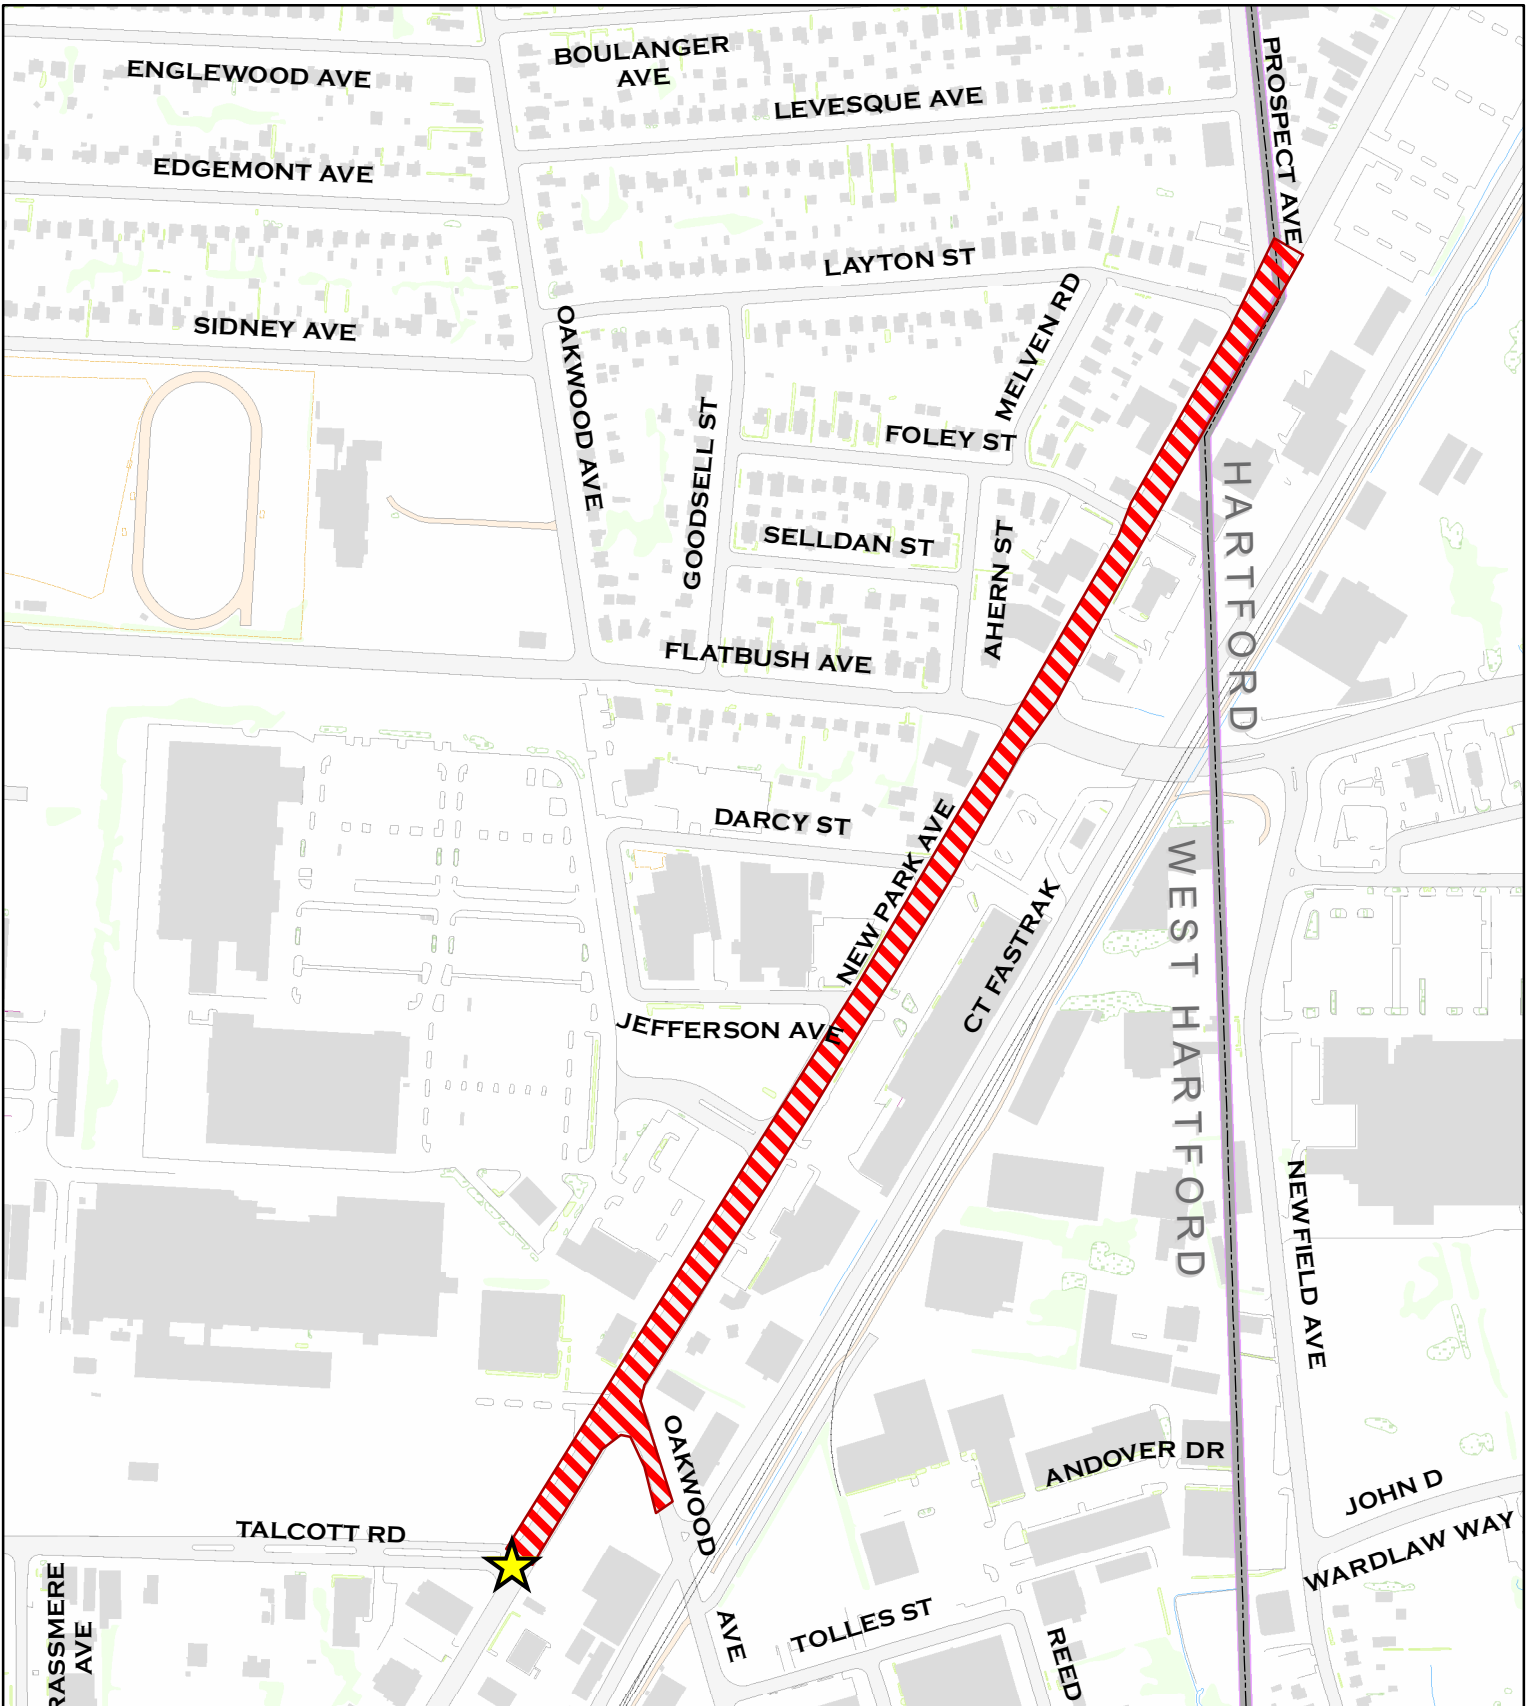 BOULANGER
AVE
ENGLEWOOD AVE
LEVESQUE AVE
PROSPECT AVE
EDGEMONT AVE
LAYTON ST
MELVEN RD
SIDNEY AVE
OAKWOOD AVE
GOODSELL ST
FOLEY ST
HARTFORD
SELLDAN ST
AHERN ST
FLATBUSH AVE
DARCY ST
NEW PARK AVE
WEST HARTFORD
CT FASTRAK
JEFFERSON AVE
NEWFIELD AVE
OAKWOOD
AVE
ANDOVER DR
JOHN D
WARDLAW WAY
TALCOTT RD
RASSMERE
AVE
TOLLES ST
REED